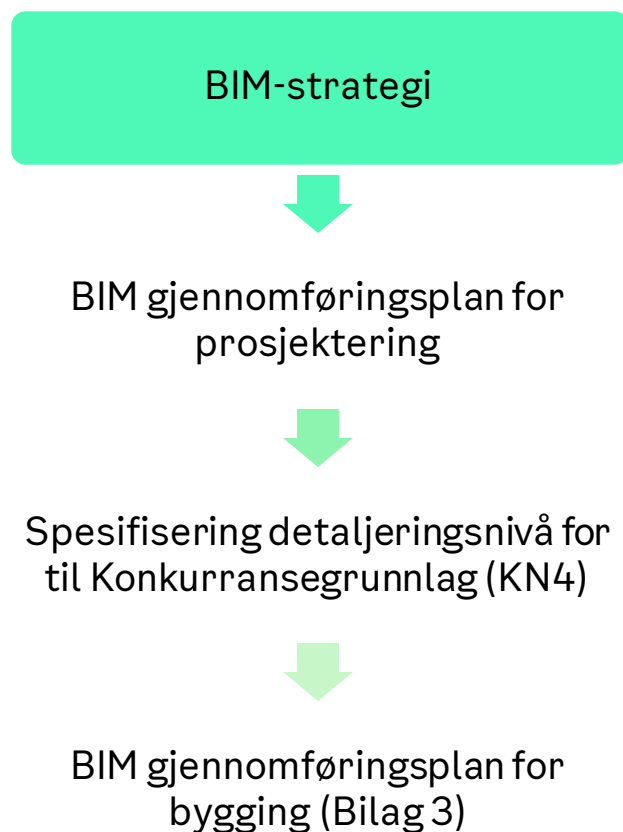 BIM-strategi
BIM gjennomføringsplan for
prosjektering
Spesifisering detaljeringsnivå for
til Konkurransegrunnlag (KN4)
BIM gjennomføringsplan for
bygging (Bilag 3)